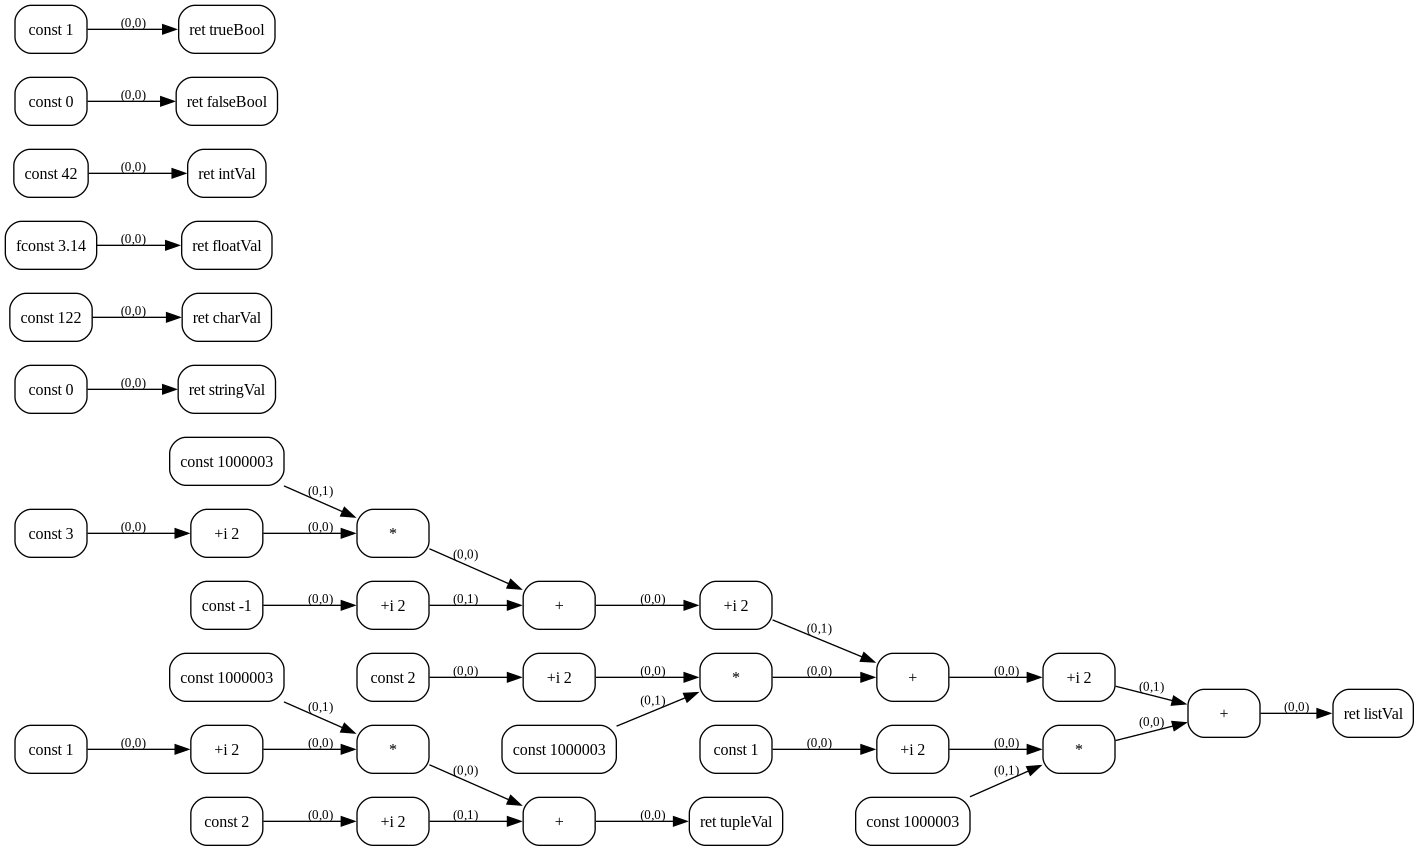 const 1 (0,0) ret trueBool
const 0 (0,0) ret falseBool
const 42 (0,0) ret intVal
fconst 3.14 (0,0) ret floatVal
const 122 (0,0) ret charVal
const 0 (0,0) ret stringVal
const 1000003
(0,1)
const 3 (0,0) +i 2 (0,0) *
(0,0)
const -1 (0,0) +i 2 (0,1) + (0,0) +i 2
(0,1)
const 1000003 const 2 (0,0) +i 2 (0,0) * (0,0) + (0,0) +i 2
(0,1) (0,1) (0,1)
+ (0,0) ret listVal
(0,0)
const 1 (0,0) +i 2 (0,0) * const 1000003 const 1 (0,0) +i 2 (0,0) *
(0,0) (0,1)
const 2 (0,0) +i 2 (0,1) + (0,0) ret tupleVal const 1000003